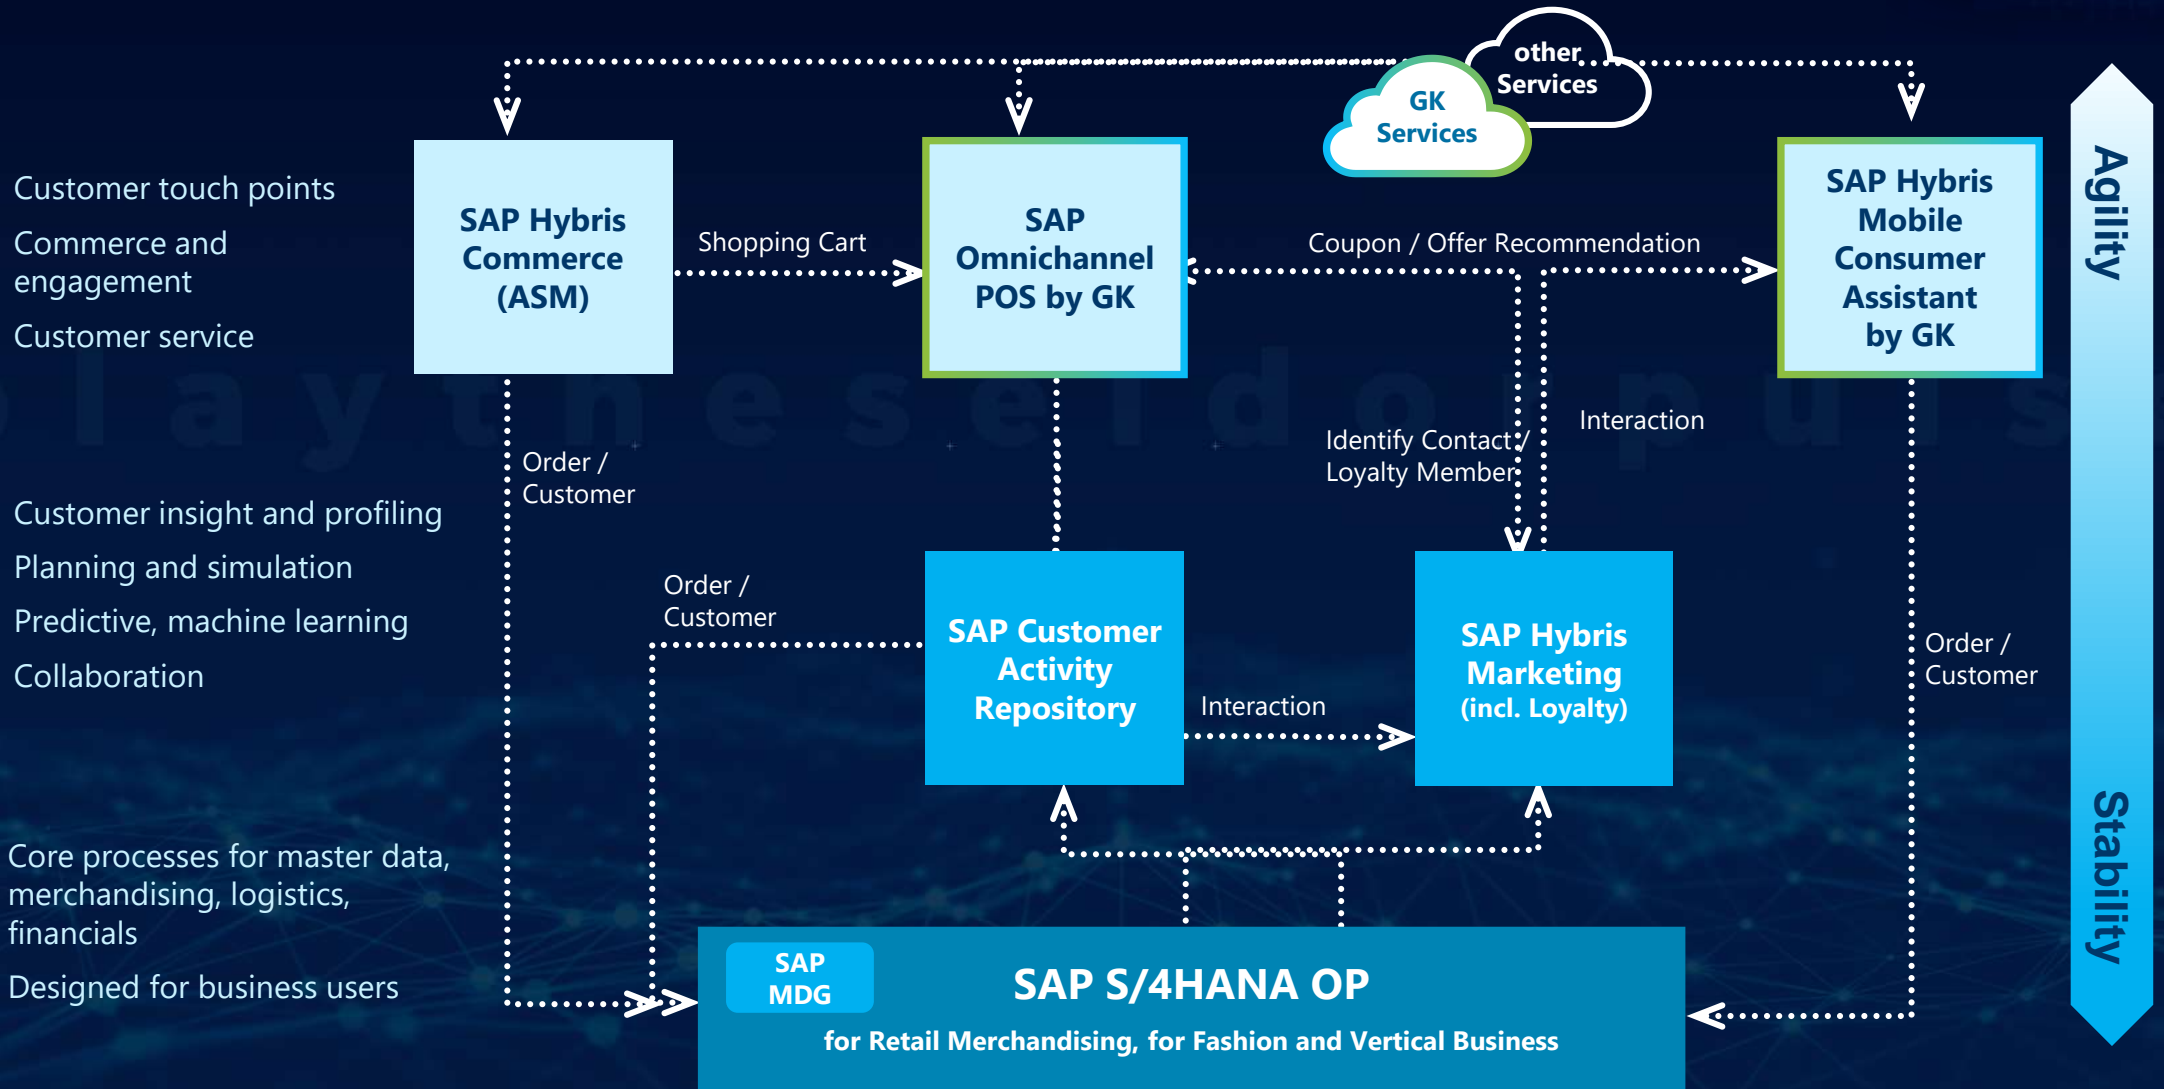 other
Services
GK
Services
Customer touch points
Commerce and
engagement
Customer service
SAP Hybris
Commerce
(ASM)
Shopping Cart
SAP
Omnichannel
POS by GK
Coupon / Offer Recommendation
SAP Hybris
Mobile
Consumer
Assistant
by GK
Agility
Identify Contact /
Loyalty Member
Interaction
Order /
Customer
Customer insight and profiling
Planning and simulation
Predictive, machine learning
Collaboration
Order /
Customer
SAP Customer
Activity
Repository
Interaction
SAP Hybris
Marketing
(incl. Loyalty)
Order /
Customer
Stability
Core processes for master data,
merchandising, logistics,
financials
Designed for business users
SAP
MDG
SAP S/4HANA OP
for Retail Merchandising, for Fashion and Vertical Business